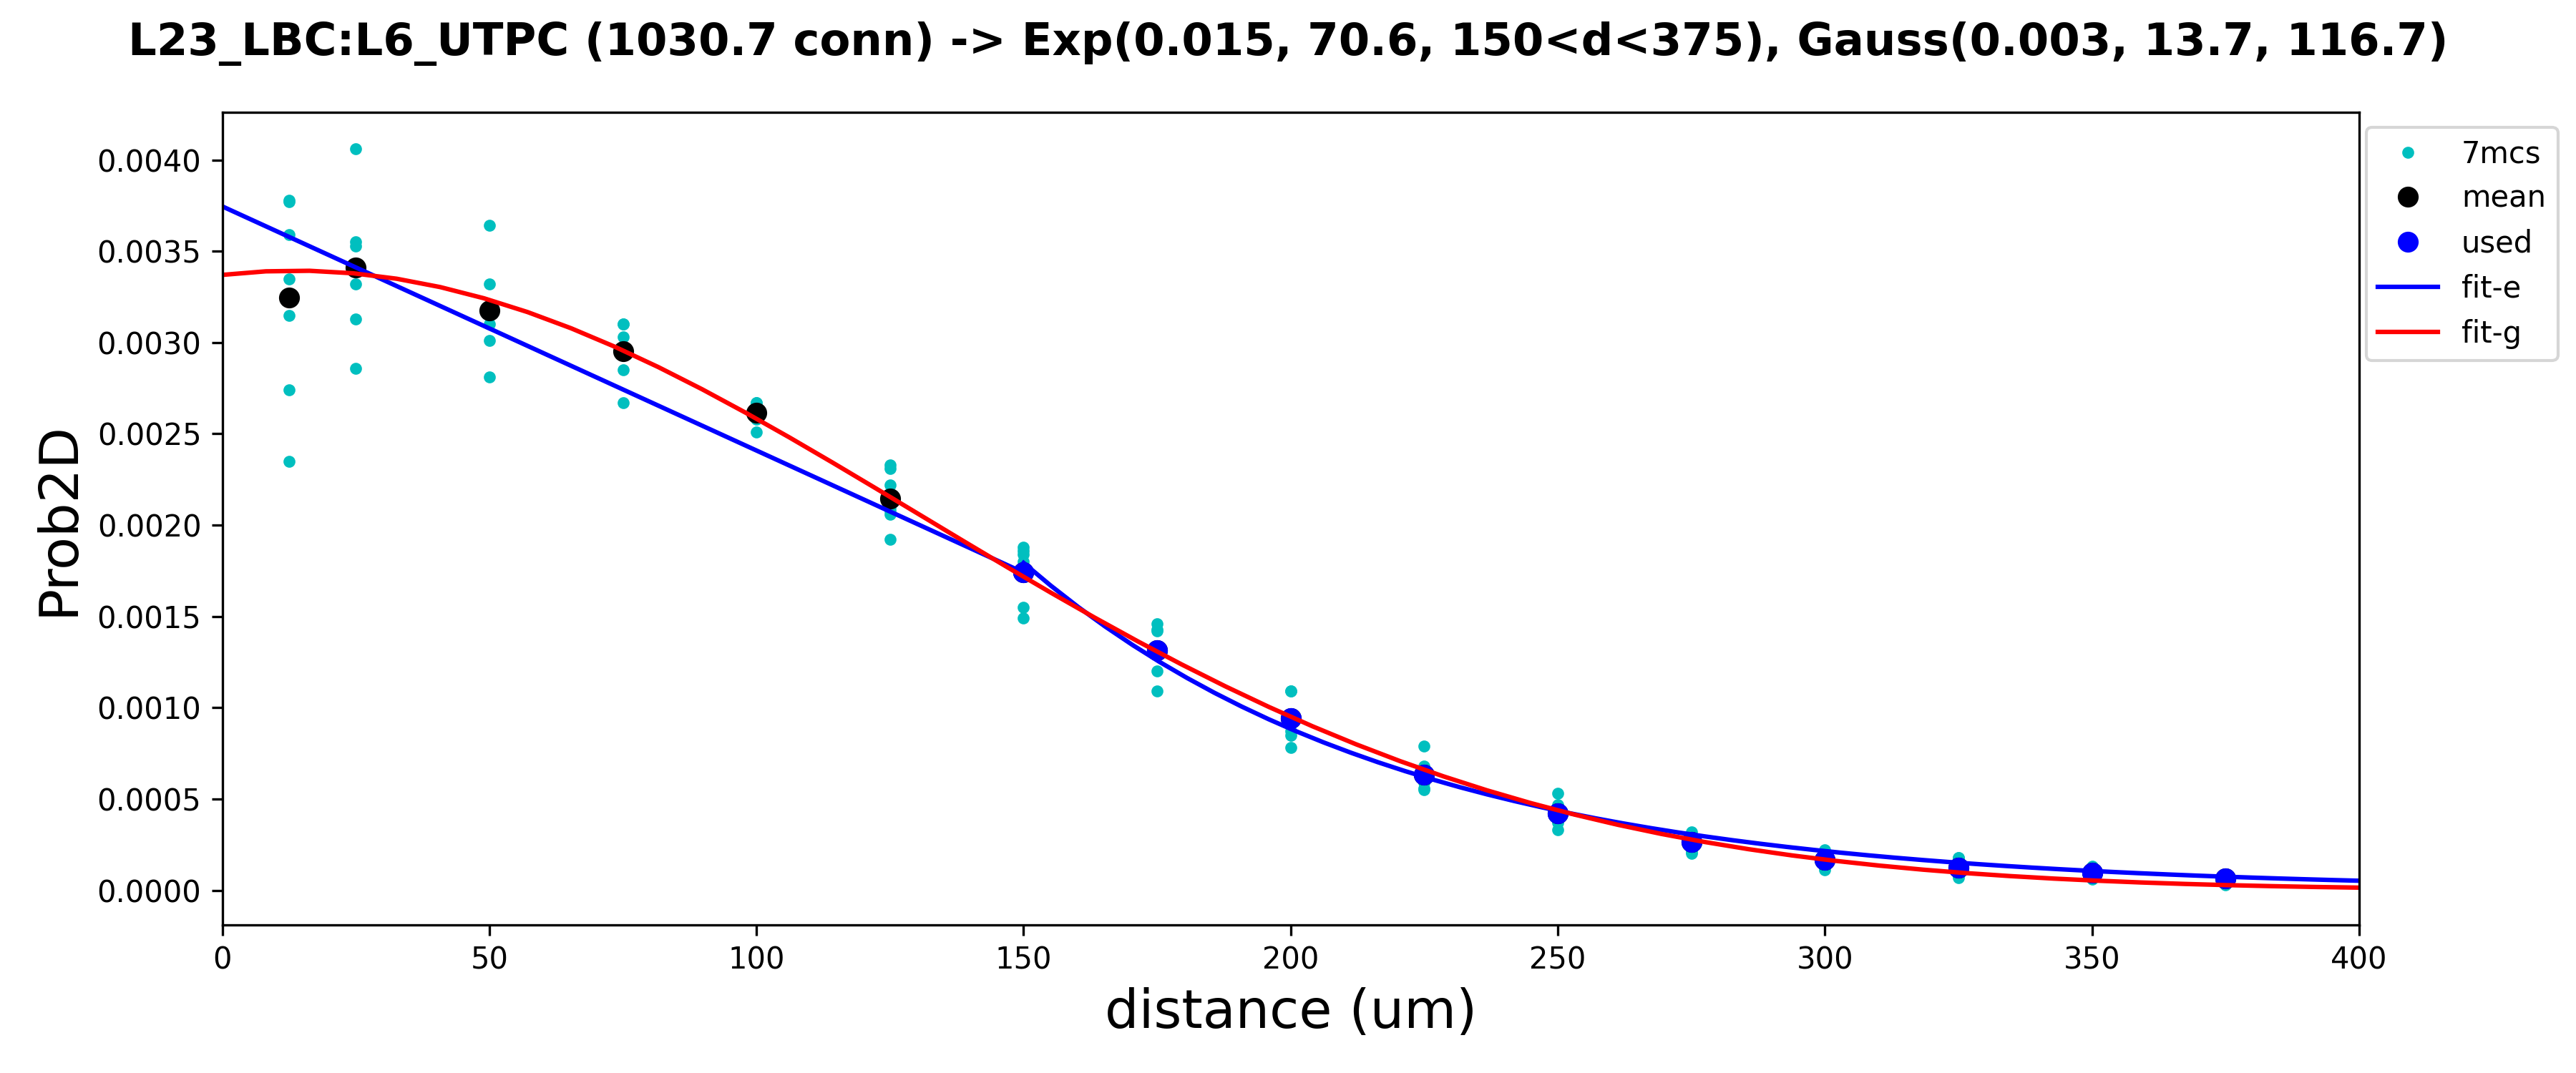 L23_LBC:L6_UTPC (1030.7 conn) -> Exp(0.015, 70.6, 150<d<375), Gauss(0.003, 13.7, 116.7)
7mcs
mean
used
fit-e
fit-g
0.0040
0.0035
0.0030
0.0025
0.0020
0.0015
0.0010
0.0005
0.0000
Prob2D
0 50 100 150 200 250 300 350 400
distance (um)